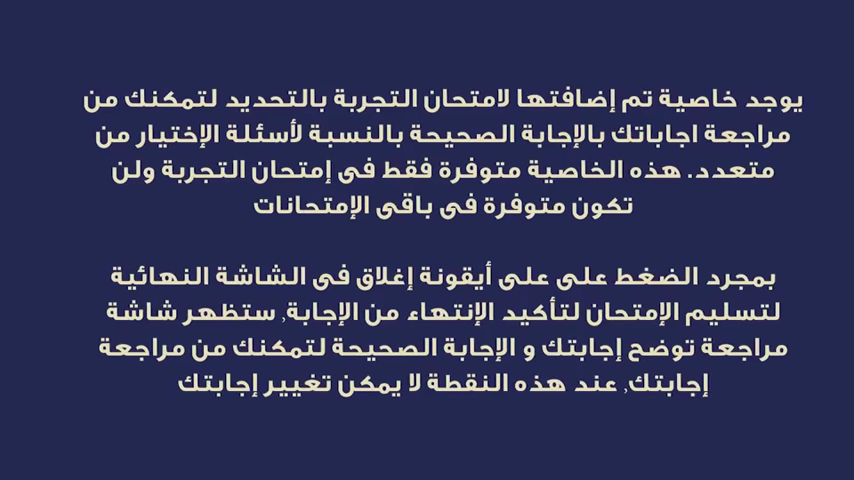 يوجد خاصية تم إضافتها لامتحان التجربة بالتحديد لتمكنك من
مراجعة اجاباتك بالإجابة الصحيحة بالنسبة لأسئلة الإختيار من
متعدد. هذه الخاصية متوفرة فقط فى إمتحان التجربة ولن
تكون متوفرة فى باقى الإمتحانات
بمجرد الضغط على على أيقونة إغلاق فى الشاشة النهائية
لتسليم الإمتحان لتأكيد الإنتهاء من الإجابة, ستظهر شاشة
مراجعة توضح إجابتك و الإجابة الصحيحة لتمكنك من مراجعة
إجابتك, عند هذه النقطة لا يمكن تغيير إجابتك